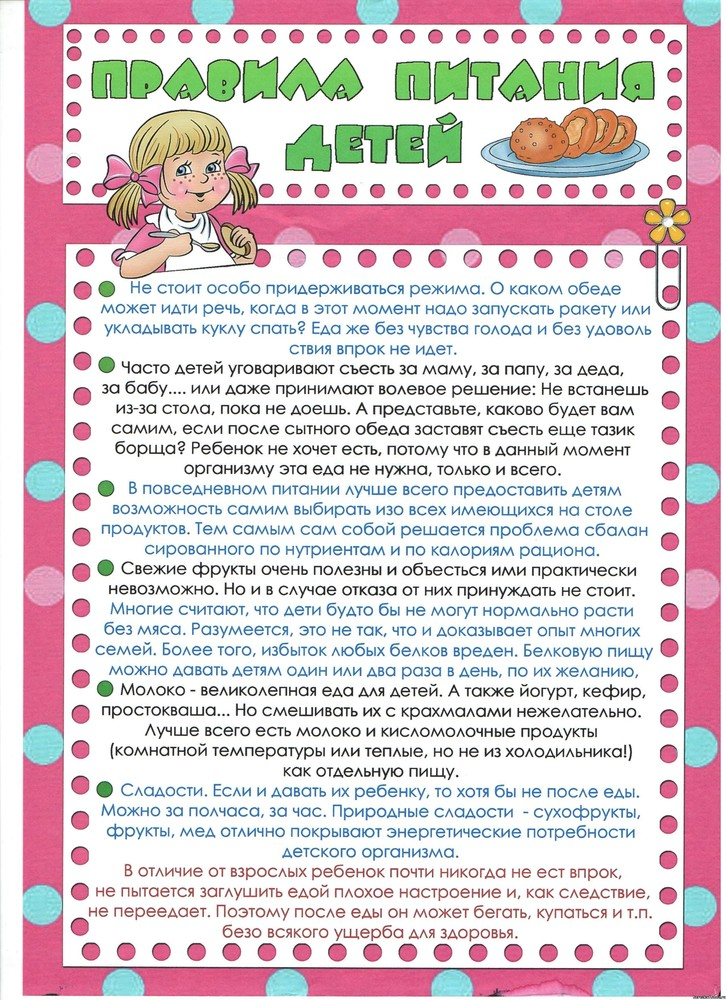 ПРАВИЛА ПИТАНИЯ
ДЕТЕЙ
Не стоит особо придерживаться режима. О каком обеде
может идти речь, когда в этот момент надо запускать ракету или
укладывать куклу спать? Еда же без чувства голода и без удоволь
ствия впрок не идет.
Часто детей уговаривают съесть за маму, за папу, за деда,
за бабу.... или даже принимают волевое решение: Не встанешь
из-за стола, пока не доешь. А представьте, каково будет вам
самим, если после сытного обеда заставят съесть еще тазик
борща? Ребенок не хочет есть, потому что в данный момент
организму эта еда не нужна, только и всего.
В повседневном питании лучше всего предоставить детям
возможность самим выбирать изо всех имеющихся на столе
продуктов. Тем самым сам собой решается проблема сбалан
сированного по нутриентам и по калориям рациона.
Свежие фрукты очень полезны и объесться ими практически
невозможно. Но и в случае отказа от них принуждать не стоит.
Многие считают, что дети будто бы не могут нормально расти
без мяса. Разумеется, это не так, что и доказывает опыт многих
семей. Более того, избыток любых белков вреден. Белковую пищу
можно давать детям один или два раза в день, по их желанию,
Молоко - великолепная еда для детей. А также йогурт, кефир,
простокваша... Но смешивать их с крахмалами нежелательно.
Лучше всего есть молоко и кисломолочные продукты
(комнатной температуры или теплые, но не из холодильника!)
как отдельную пищу.
Сладости. Если и давать их ребенку, то хотя бы не после еды.
Можно за полчаса, за час. Природные сладости - сухофрукты,
фрукты, мед отлично покрывают энергетические потребности
детского организма.
В отличие от взрослых ребенок почти никогда не ест впрок,
не пытается заглушить едой плохое настроение и, как следствие,
не переедает. Поэтому после еды он может бегать, купаться и т.п.
безо всякого ущерба для здоровья.